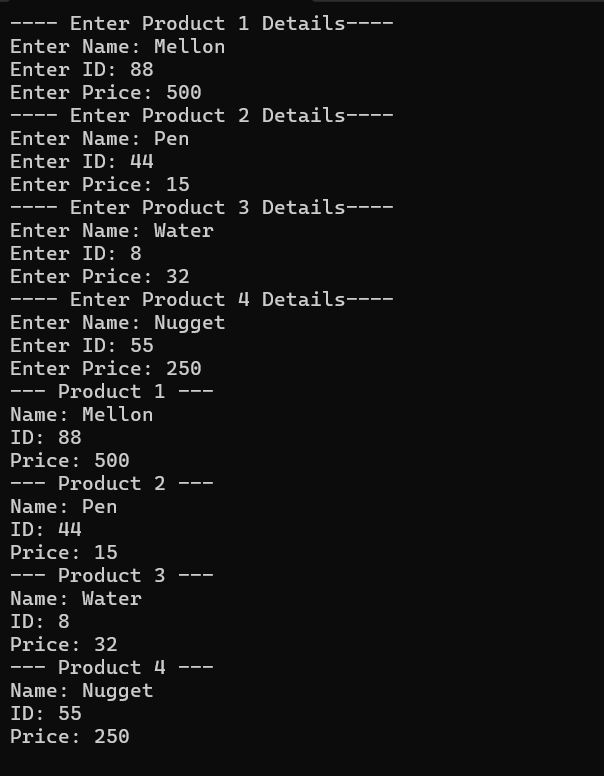 ---- Enter Product 1 Details----
Enter Name: Mellon
Enter ID: 88
Enter Price: 500
---- Enter Product 2 Details----
Enter Name: Pen
Enter ID: 44
Enter Price: 15
---- Enter Product 3 Details----
Enter Name: Water
Enter ID: 8
Enter Price: 32
---- Enter Product 4 Details----
Enter Name: Nugget
Enter ID: 55
Enter Price: 250
--- Product 1 ---
Name: Mellon
ID: 88
Price: 500
--- Product 2 ---
Name: Pen
ID: 44
Price: 15
--- Product 3 ---
Name: Water
ID: 8
Price: 32
--- Product 4 ---
Name: Nugget
ID: 55
Price: 250